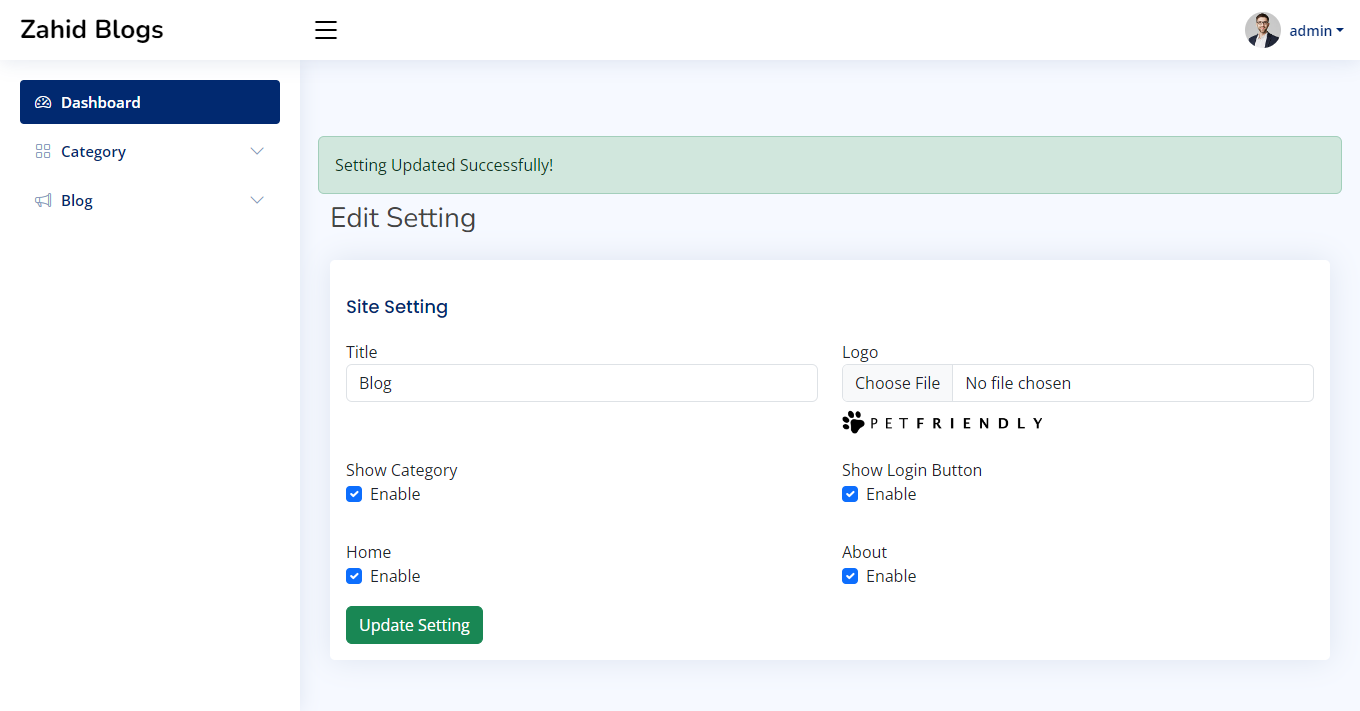 Zahid Blogs
admin
Dashboard
Category
Blog
Setting Updated Successfully!
Edit Setting
Site Setting
Title
Blog
Logo
Choose File No file chosen
PETFRIENDLY
Show Category
Enable
Show Login Button
Enable
Home
Enable
About
Enable
Update Setting